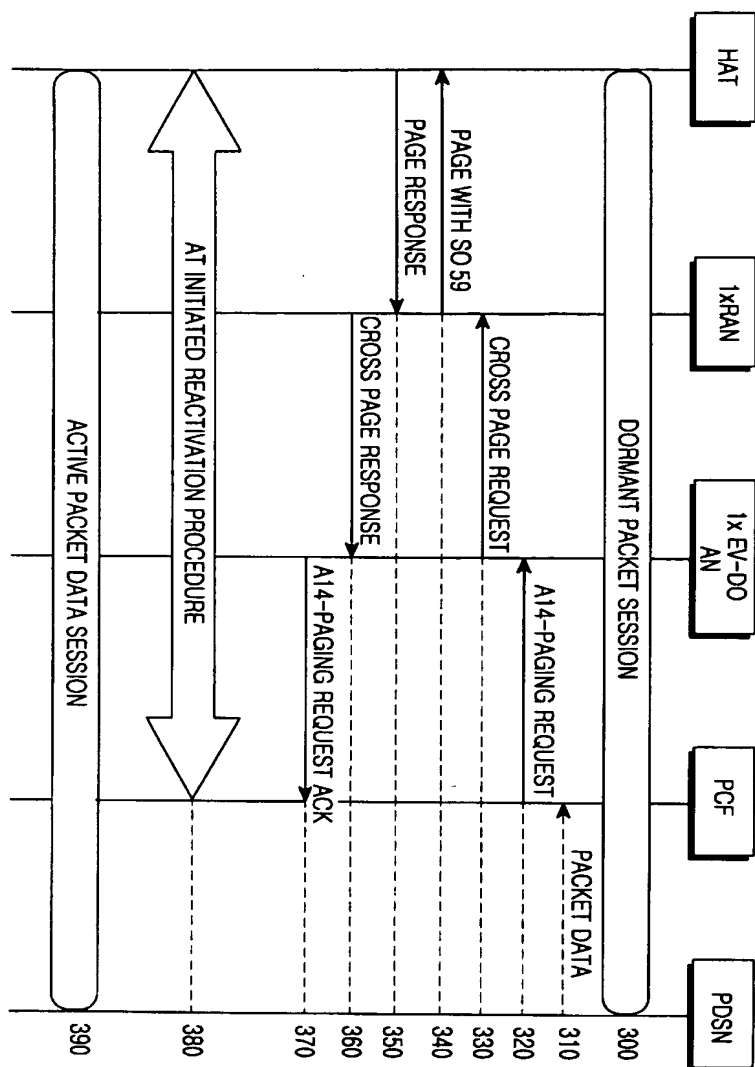 HAT
1xRAN
1x EV-DO
AN
PCF
PDSN
DORMANT PACKET SESSION
300
PACKET DATA
310
A14-PAGING REQUEST
320
CROSS PAGE REQUEST
330
PAGE WITH SO 59
340
PAGE RESPONSE
350
CROSS PAGE RESPONSE
360
A14-PAGING REQUEST ACK
370
AT INITIATED REACTIVATION PROCEDURE
380
ACTIVE PACKET DATA SESSION
390